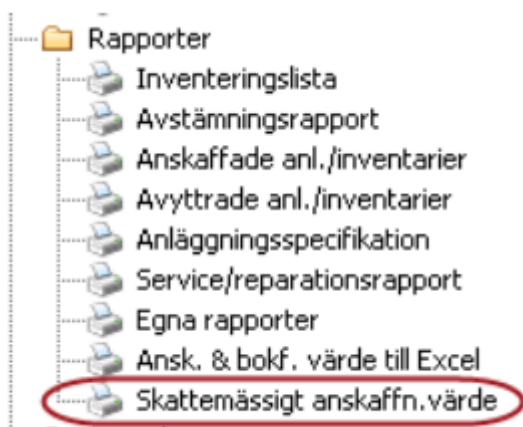 Rapporter
Inventeringslista
Avstämningsrapport
Anskaffade anl./inventarier
Avyttrade anl./inventarier
Anläggningsspecifikation
Service/reparationsrapport
Egna rapporter
Ansk. & bokf. värde till Excel
Skattemässigt anskaffn.värde